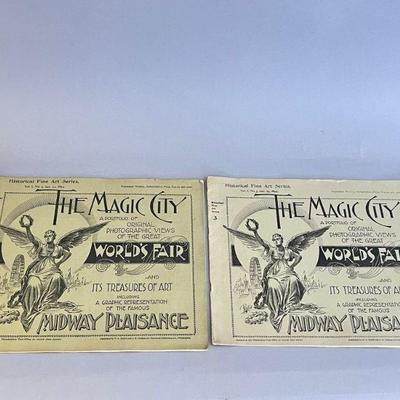 Historical Fine Art Series.
THE MAGIC CITY
A PORTFOLIO OF
ORIGINAL
PHOTOGRAPHIC VIEWS
OF THE GREAT
WORLD'S FAIR
AND
ITS TREASURES OF ART
INCLUDING
A GRAPHIC REPRESENTATION
OF THE FAMOUS
MIDWAY PLAISANCE
Historical Fine Art Series.
3
THE MAGIC CITY
A PORTFOLIO OF
ORIGINAL
PHOTOGRAPHIC VIEWS
OF THE GREAT
WORLD'S FAI
AND
ITS TREASURES OF AR
INCLUDING
A GRAPHIC REPRESENTATION
OF THE FAMOUS
MIDWAY PLAISAN